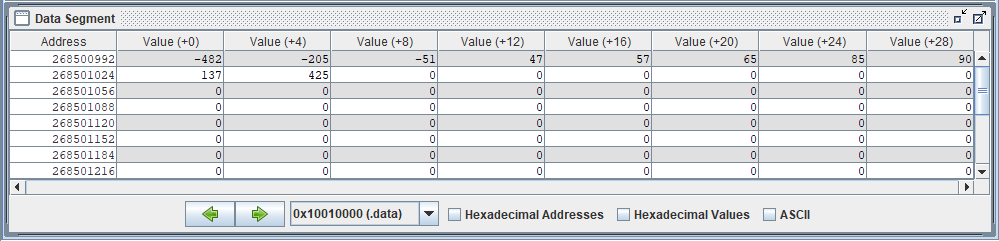 Data Segment
Address Value (+0) Value (+4) Value (+8) Value (+12) Value (+16) Value (+20) Value (+24) Value (+28)
268500992 -482 -205 -51 47 57 65 85 90
268501024 137 425 0 0 0 0 0 0
268501056 0 0 0 0 0 0 0 0
268501088 0 0 0 0 0 0 0 0
268501120 0 0 0 0 0 0 0 0
268501152 0 0 0 0 0 0 0 0
268501184 0 0 0 0 0 0 0 0
268501216 0 0 0 0 0 0 0 0
0x10010000 (.data) Hexadecimal Addresses Hexadecimal Values ASCII